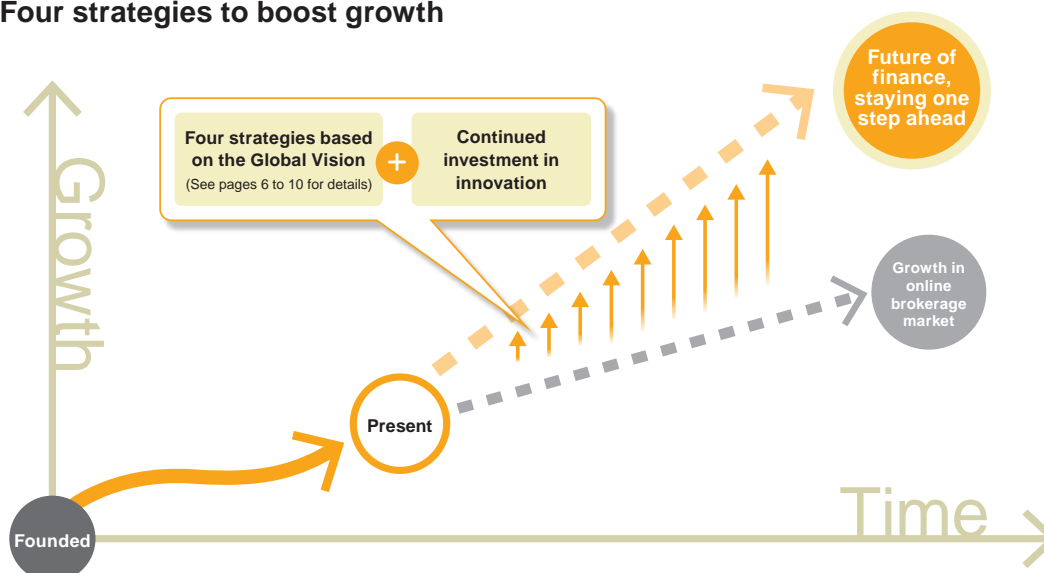 Four strategies to boost growth
Future of
finance,
staying one
step ahead
Four strategies based
on the Global Vision
(See pages 6 to 10 for details)
+
Continued
investment in
innovation
Growth
Growth in
online
brokerage
market
Present
Time
Founded